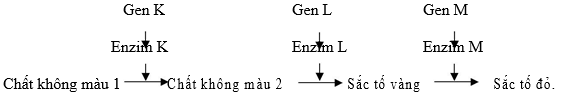 Gen K Gen L Gen M
Enzim K Enzim L Enzim M
Chất không màu 1 Chất không màu 2 Sắc tố vàng Sắc tố đỏ.